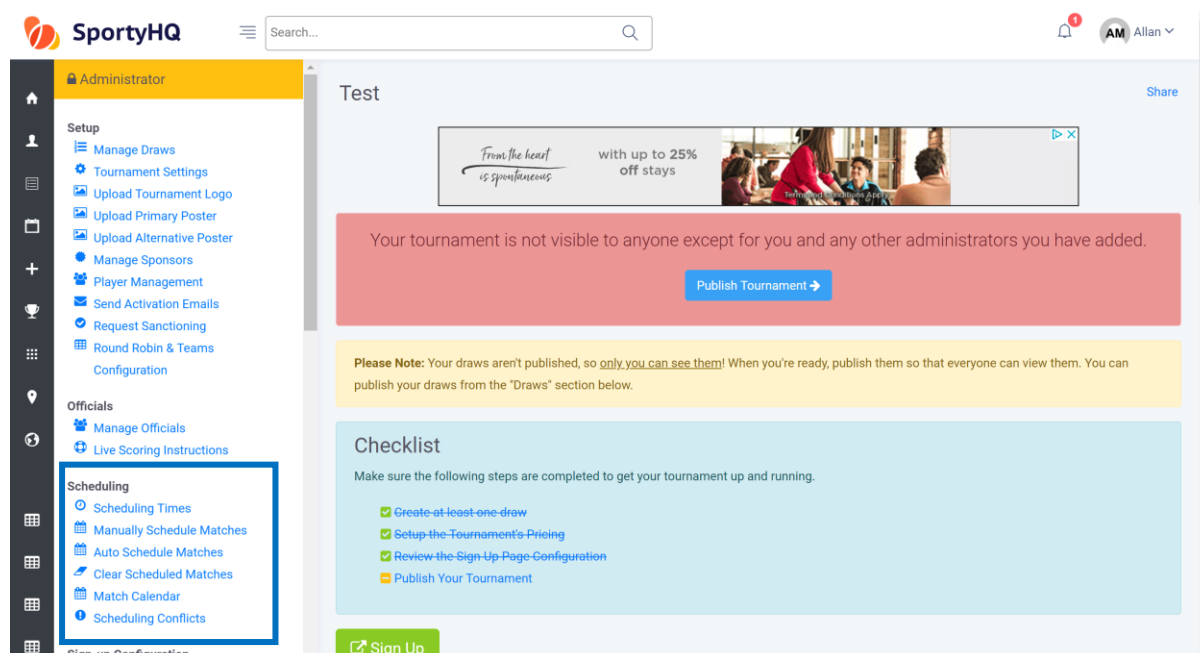 SportyHQ
Search...
1
AM Allan
Administrator
Setup
Manage Draws
Tournament Settings
Upload Tournament Logo
Upload Primary Poster
Upload Alternative Poster
Manage Sponsors
Player Management
Send Activation Emails
Request Sanctioning
Round Robin & Teams
Configuration
Officials
Manage Officials
Live Scoring Instructions
Scheduling
Scheduling Times
Manually Schedule Matches
Auto Schedule Matches
Clear Scheduled Matches
Match Calendar
Scheduling Conflicts
Sign-up Configuration
Test
Share
From the heart
is spontaneous
with up to 25%
off stays
Terms and Conditions Apply
Your tournament is not visible to anyone except for you and any other administrators you have added.
Publish Tournament
Please Note: Your draws aren't published, so only you can see them! When you're ready, publish them so that everyone can view them. You can
publish your draws from the "Draws" section below.
Checklist
Make sure the following steps are completed to get your tournament up and running.
Create at least one draw
Setup the Tournament's Pricing
Review the Sign Up Page Configuration
Publish Your Tournament
Sign Up